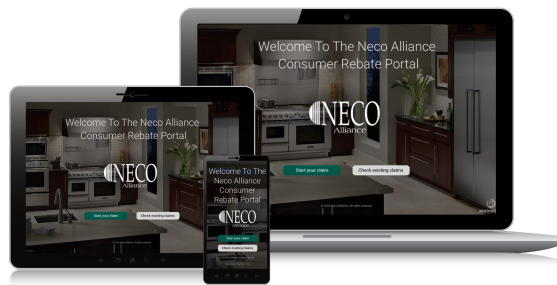 Welcome To The Neco Alliance
Consumer Rebate Portal
NECO
Alliance
Start your claim
Check existing claims
Welcome To The Neco Alliance
Consumer Rebate Portal
NECO
Alliance
Start your claim
Check existing claims
Welcome To The
Neco Alliance
Consumer
Rebate Portal
NECO
Alliance
Start your claim
Check existing claims